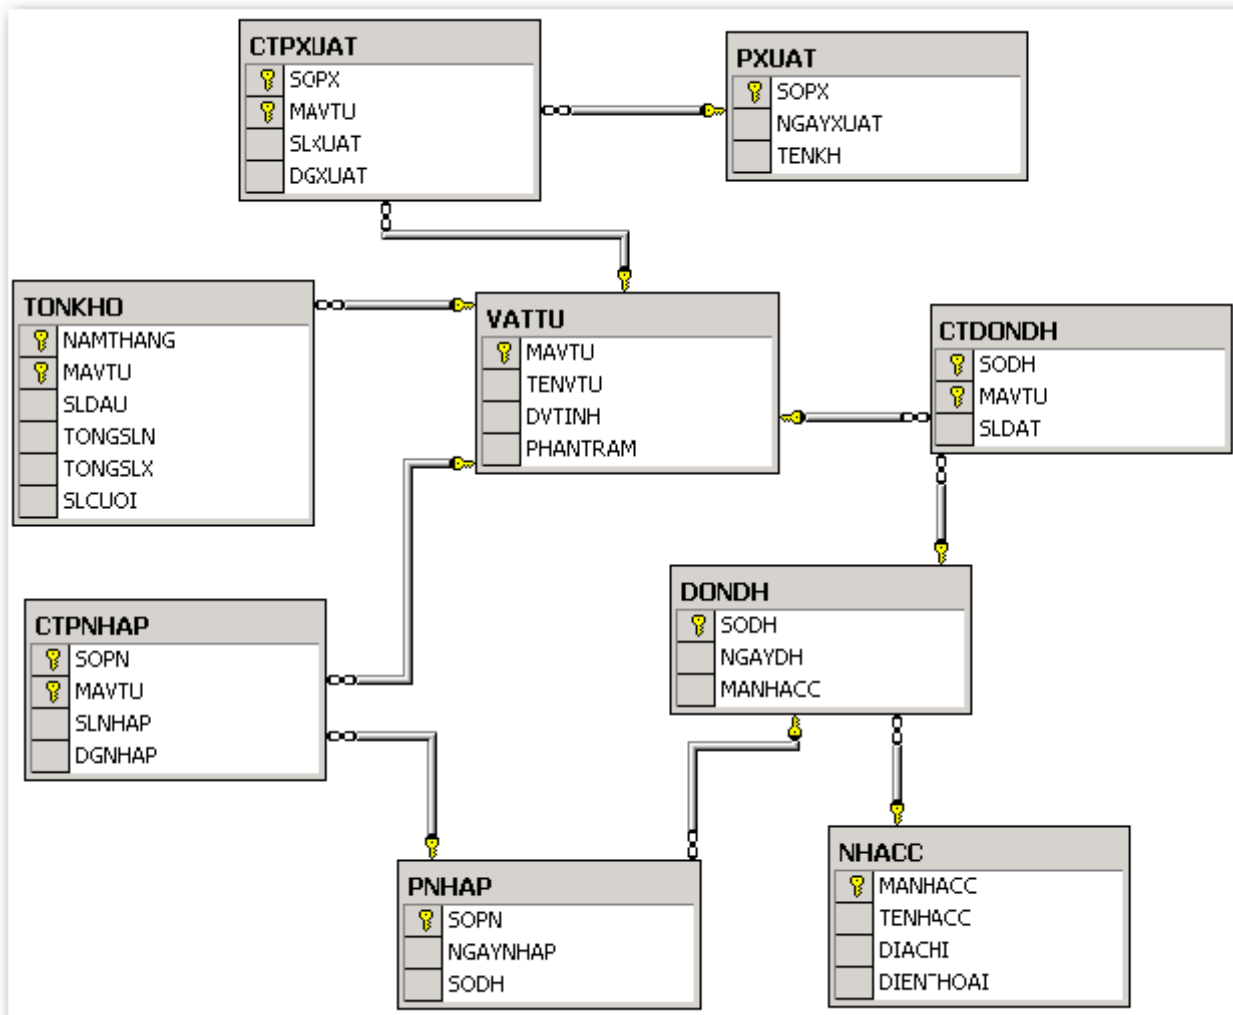 CTPXUAT
SOPX
MAVTU
SLXUAT
DGXUAT
PXUAT
SOPX
NGAYXUAT
TENKH
TONKHO
NAMTHANG
MAVTU
SLDAU
TONGSLN
TONGSLX
SLCUOI
VATTU
MAVTU
TENVTU
DVTINH
PHANTRAM
CTDONDH
SODH
MAVTU
SLDAT
CTPNHAP
SOPN
MAVTU
SLNHAP
DGNHAP
DONDH
SODH
NGAYDH
MANHACC
PNHAP
SOPN
NGAYNHAP
SODH
NHACC
MANHACC
TENHACC
DIACHI
DIENTHOAI